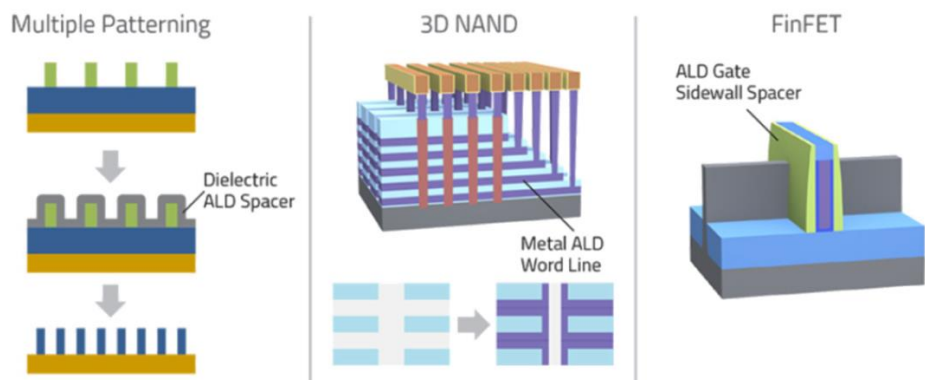 Multiple Patterning
Dielectric
ALD Spacer
3D NAND
Metal ALD
Word Line
FinFET
ALD Gate
Sidewall Spacer